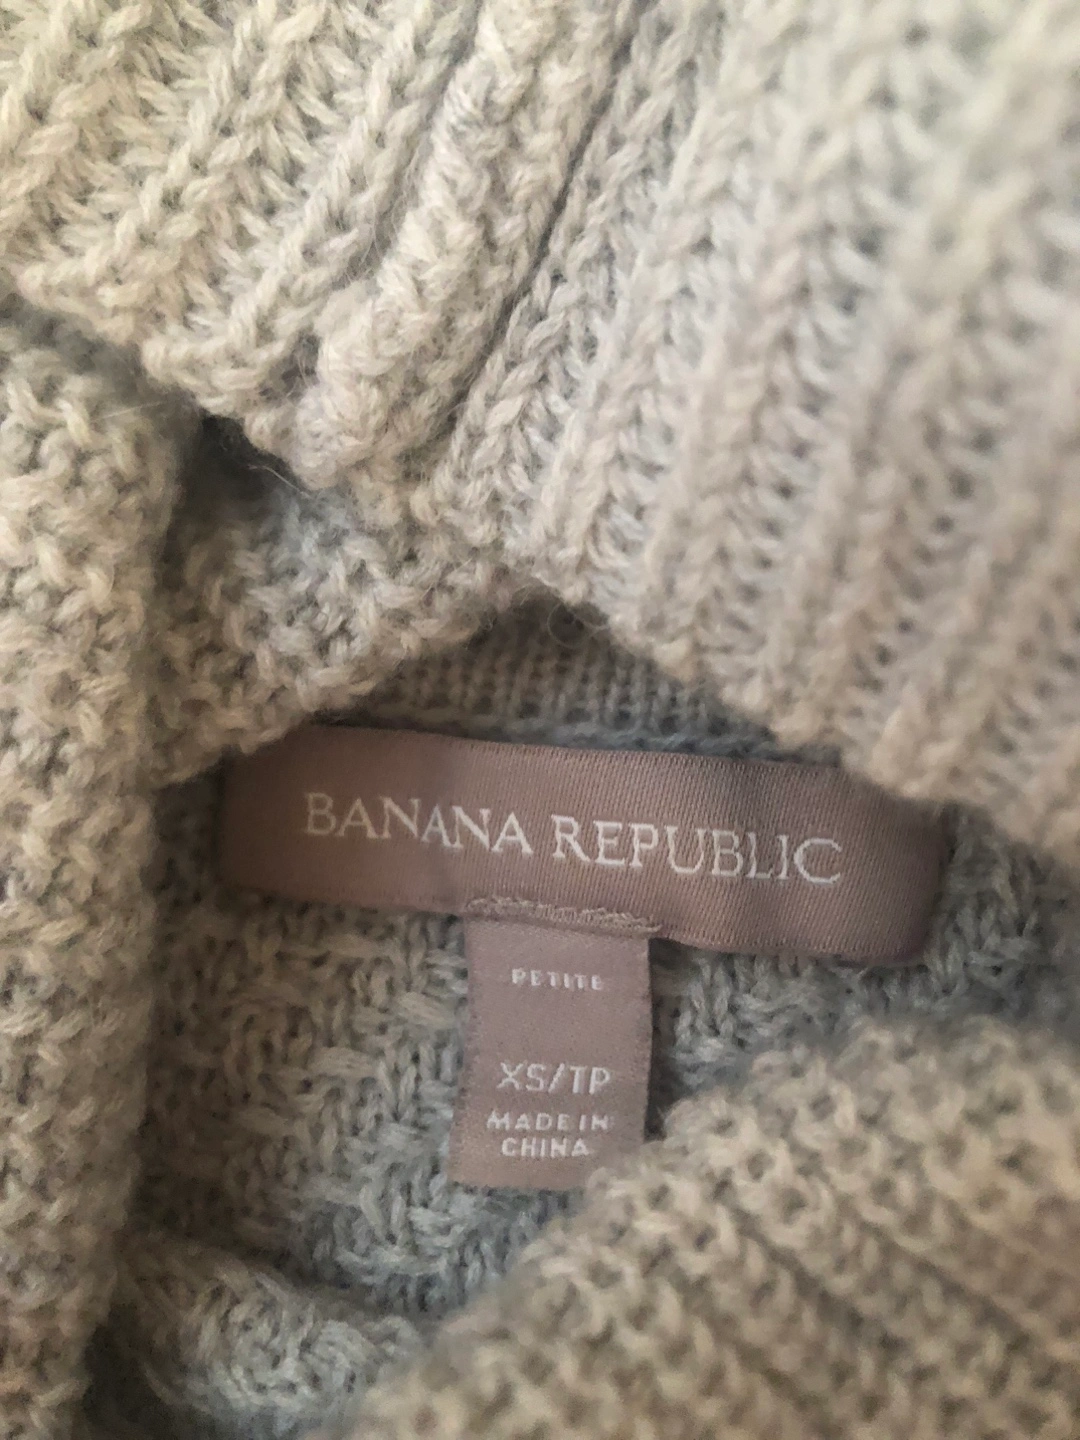 BANANA REPUBLIC
PETITE
XS/TP
MADE IN
CHINA